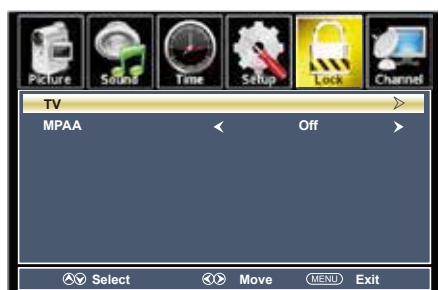 Picture Sound Time Setup Lock Channel
TV
MPAA Off
Select Move MENU Exit